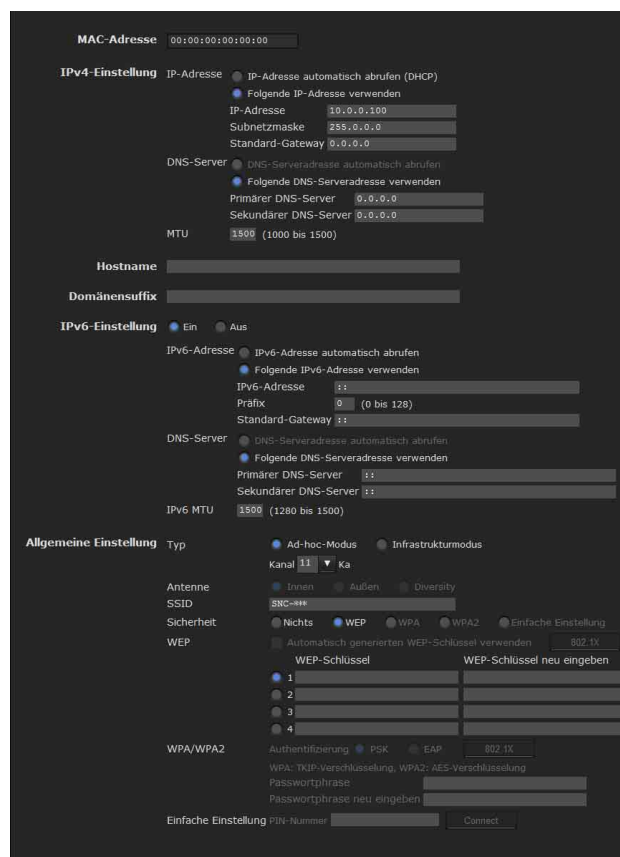 MAC-Adresse 00:00:00:00:00:00
IPv4-Einstellung IP-Adresse IP-Adresse automatisch abrufen (DHCP)
Folgende IP-Adresse verwenden
IP-Adresse 10.0.0.100
Subnetzmaske 255.0.0.0
Standard-Gateway 0.0.0.0
DNS-Server DNS-Serveradresse automatisch abrufen
Folgende DNS-Serveradresse verwenden
Primärer DNS-Server 0.0.0.0
Sekundärer DNS-Server 0.0.0.0
MTU 1500 (1000 bis 1500)
Hostname
Domänensuffix
IPv6-Einstellung Ein Aus
IPv6-Adresse IPv6-Adresse automatisch abrufen
Folgende IPv6-Adresse verwenden
IPv6-Adresse ::
Präfix 0 (0 bis 128)
Standard-Gateway ::
DNS-Server DNS-Serveradresse automatisch abrufen
Folgende DNS-Serveradresse verwenden
Primärer DNS-Server ::
Sekundärer DNS-Server ::
IPv6 MTU 1500 (1280 bis 1500)
Allgemeine Einstellung Typ Ad-hoc-Modus Infrastrukturmodus
Kanal 11 ▼ Ka
Antenne Innen Außen Diversity
SSID SNC-***
Sicherheit Nichts WEP WPA WPA2 Einfache Einstellung
WEP Automatisch generierten WEP-Schlüssel verwenden 802.1X
WEP-Schlüssel WEP-Schlüssel neu eingeben
1
2
3
4
WPA/WPA2 Authentifizierung PSK EAP 802.1X
WPA: TKIP-Verschlüsselung, WPA2: AES-Verschlüsselung
Passwortphrase
Passwortphrase neu eingeben
Einfache Einstellung PIN-Nummer Connect